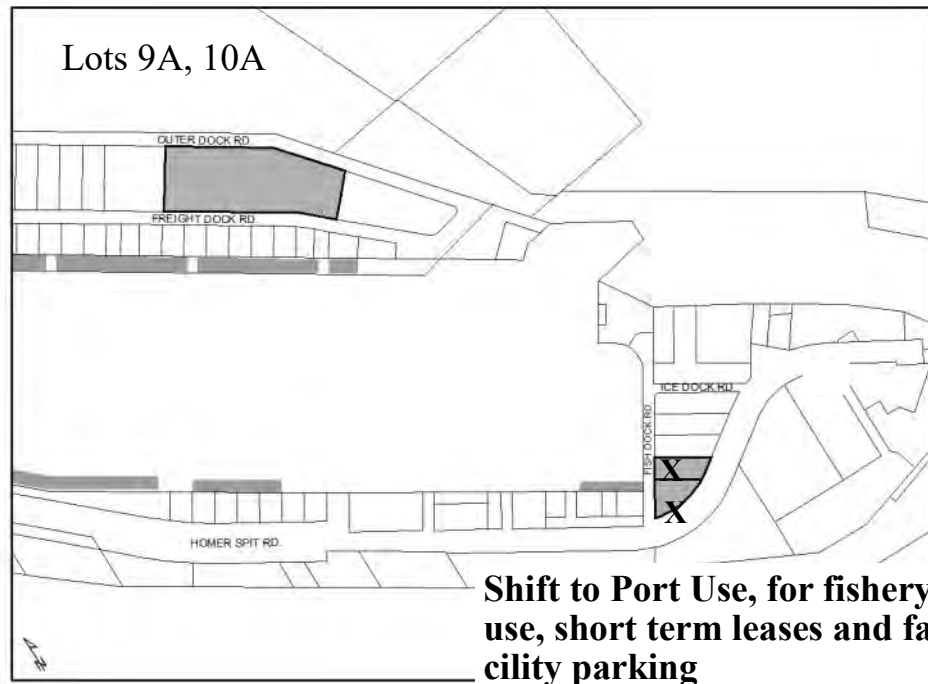 Lots 9A, 10A
OUTER DOCK RD.
FREIGHT DOCK RD.
ICE DOCK RD.
FISH DOCK RD.
X
X
HOMER SPIT RD.
Shift to Port Use, for fishery
use, short term leases and fa-
cility parking
N